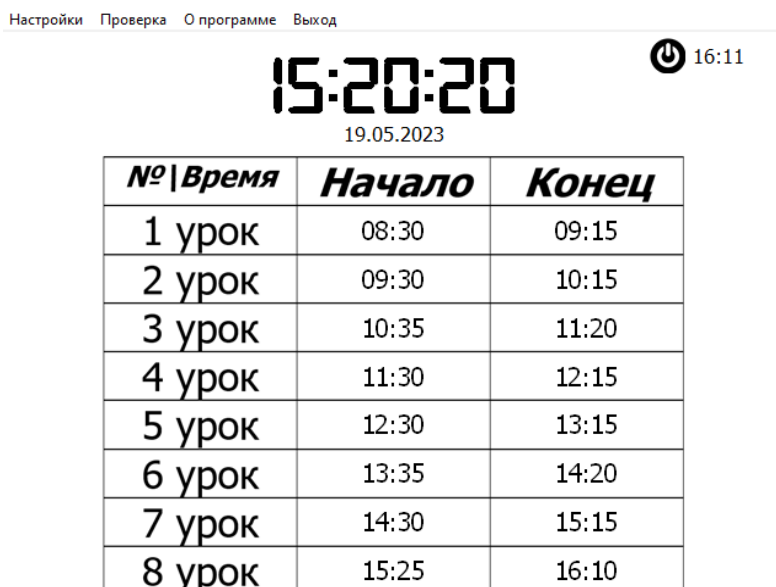 Настройки Проверка О программе Выход
16:11
15:20:20
19.05.2023
№|Время Начало Конец
1 урок 08:30 09:15
2 урок 09:30 10:15
3 урок 10:35 11:20
4 урок 11:30 12:15
5 урок 12:30 13:15
6 урок 13:35 14:20
7 урок 14:30 15:15
8 урок 15:25 16:10